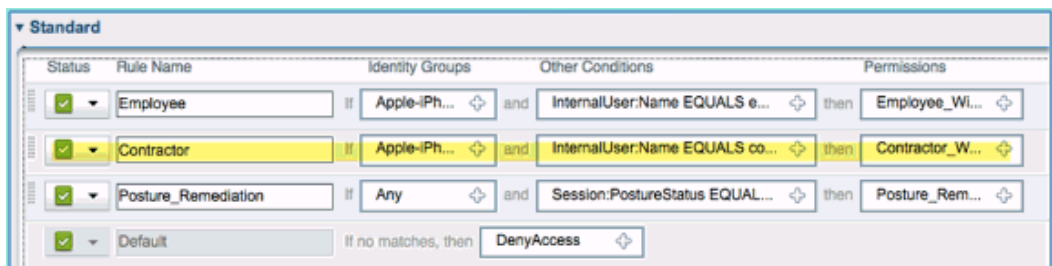 Standard
Status Rule Name Identity Groups Other Conditions Permissions
Employee If Apple-iPh... and InternalUser:Name EQUALS e... then Employee_Wi...
Contractor If Apple-iPh... and InternalUser:Name EQUALS co... then Contractor_W...
Posture_Remediation If Any and Session:PostureStatus EQUAL... then Posture_Rem...
Default If no matches, then DenyAccess